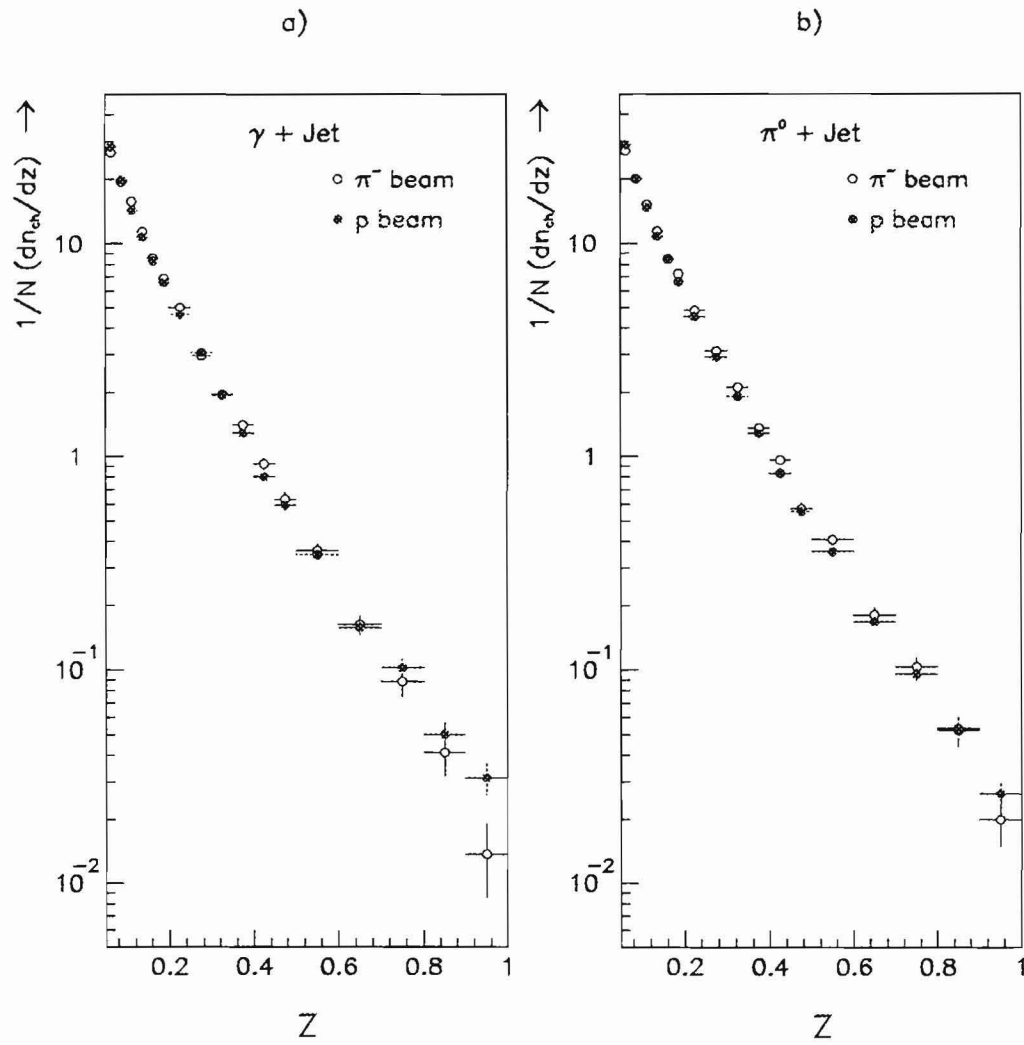 a)
b)
1/N (dn_ch/dz) →
γ + Jet
○ π⁻ beam
● p beam
10
1
10⁻¹
10⁻²
0.2 0.4 0.6 0.8 1
Z
1/N (dn_ch/dz) →
π⁰ + Jet
○ π⁻ beam
● p beam
10
1
10⁻¹
10⁻²
0.2 0.4 0.6 0.8 1
Z